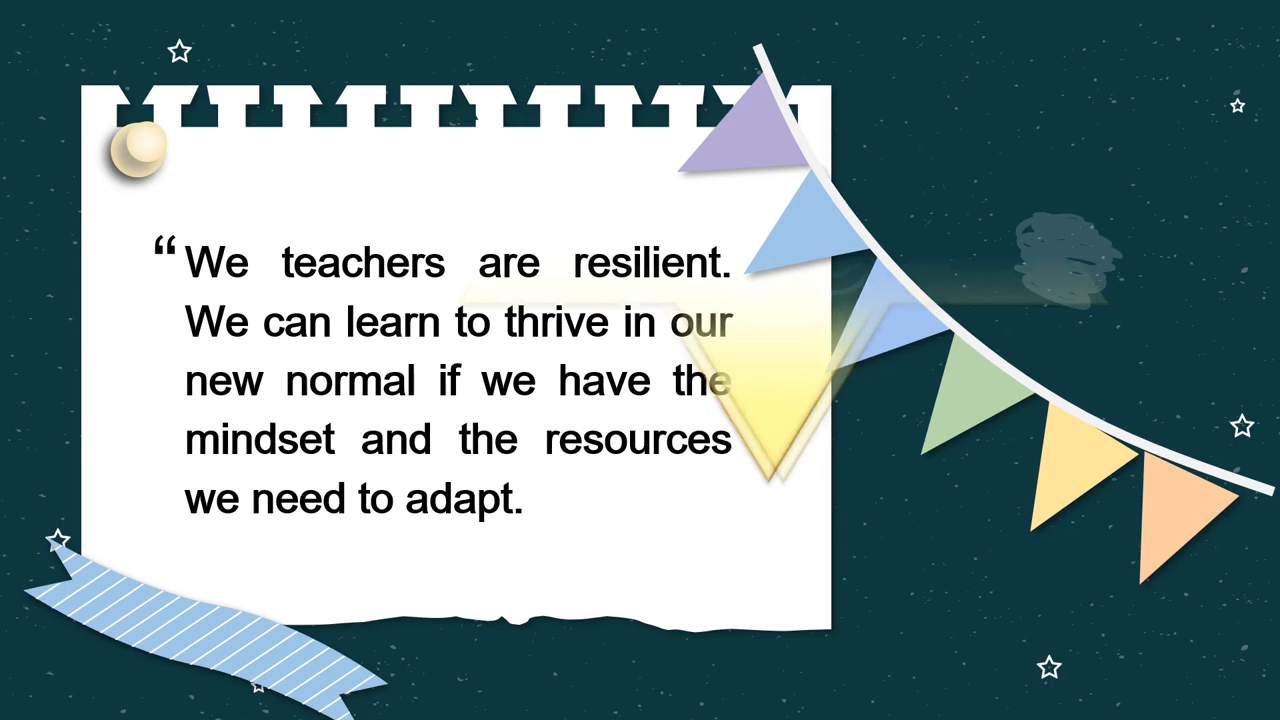 “ We teachers are resilient.
We can learn to thrive in our
new normal if we have the
mindset and the resources
we need to adapt.